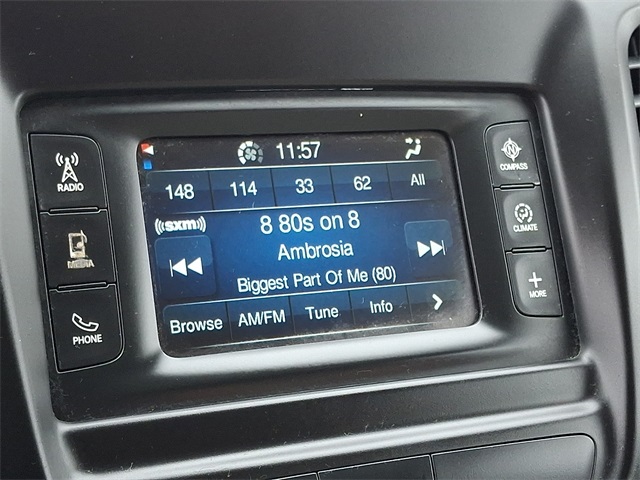 11:57
148 114 33 62 All
((sxm)) 8 80s on 8
Ambrosia
Biggest Part Of Me (80)
Browse AM/FM Tune Info
RADIO
MEDIA
PHONE
N
COMPASS
CLIMATE
+
MORE